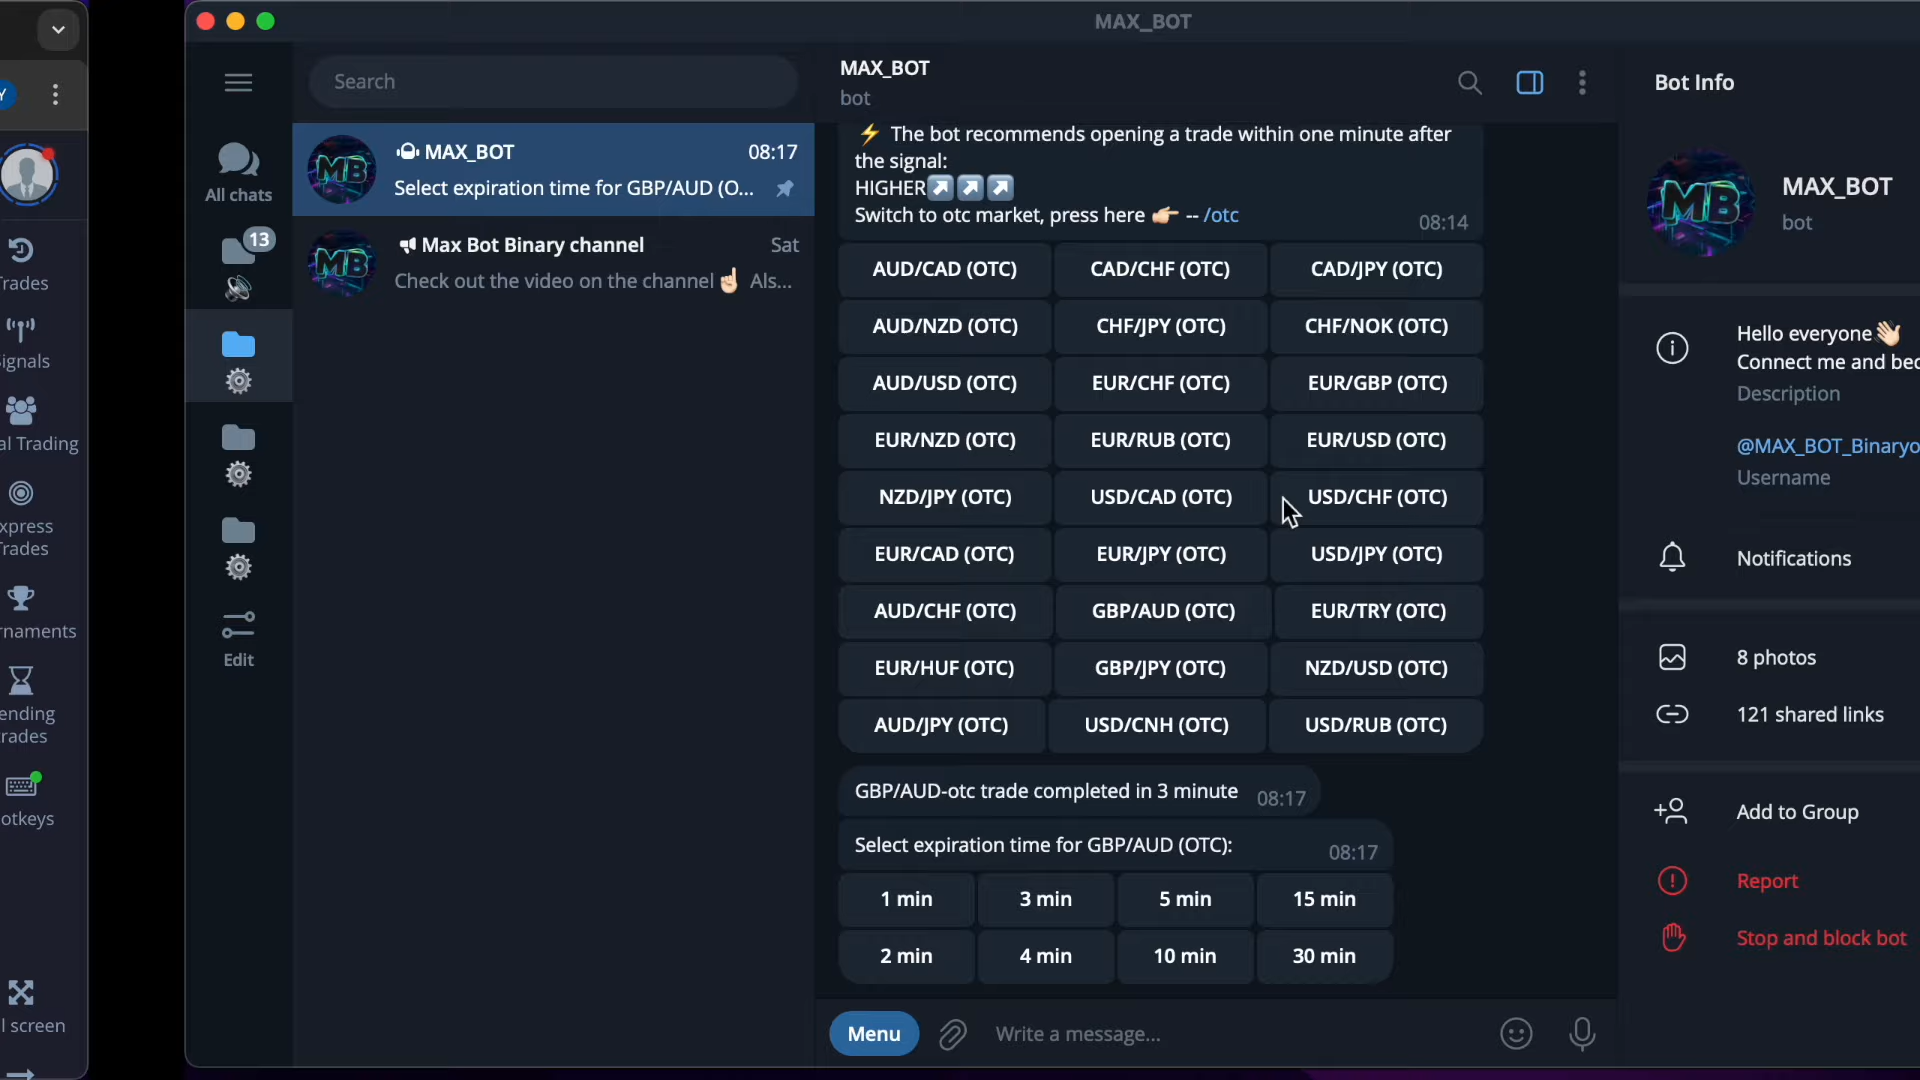 MAX_BOT
Y
Trades
Signals
al Trading
Express
Trades
rnaments
ending
rades
otkeys
l screen
All chats
13
Edit
Search
MAX_BOT
08:17
Select expiration time for GBP/AUD (O...
Max Bot Binary channel
Sat
Check out the video on the channel☝🏻 Als...
MAX_BOT
bot
⚡ The bot recommends opening a trade within one minute after
the signal:
HIGHER↗️↗️↗️
Switch to otc market, press here 👉🏻 -- /otc
08:14
AUD/CAD (OTC)
CAD/CHF (OTC)
CAD/JPY (OTC)
AUD/NZD (OTC)
CHF/JPY (OTC)
CHF/NOK (OTC)
AUD/USD (OTC)
EUR/CHF (OTC)
EUR/GBP (OTC)
EUR/NZD (OTC)
EUR/RUB (OTC)
EUR/USD (OTC)
NZD/JPY (OTC)
USD/CAD (OTC)
USD/CHF (OTC)
EUR/CAD (OTC)
EUR/JPY (OTC)
USD/JPY (OTC)
AUD/CHF (OTC)
GBP/AUD (OTC)
EUR/TRY (OTC)
EUR/HUF (OTC)
GBP/JPY (OTC)
NZD/USD (OTC)
AUD/JPY (OTC)
USD/CNH (OTC)
USD/RUB (OTC)
GBP/AUD-otc trade completed in 3 minute
08:17
Select expiration time for GBP/AUD (OTC):
08:17
1 min
3 min
5 min
15 min
2 min
4 min
10 min
30 min
Menu
Write a message...
Bot Info
MB
MAX_BOT
bot
Hello everyone👋🏻
Connect me and bec
Description
@MAX_BOT_Binaryo
Username
Notifications
8 photos
121 shared links
Add to Group
Report
Stop and block bot